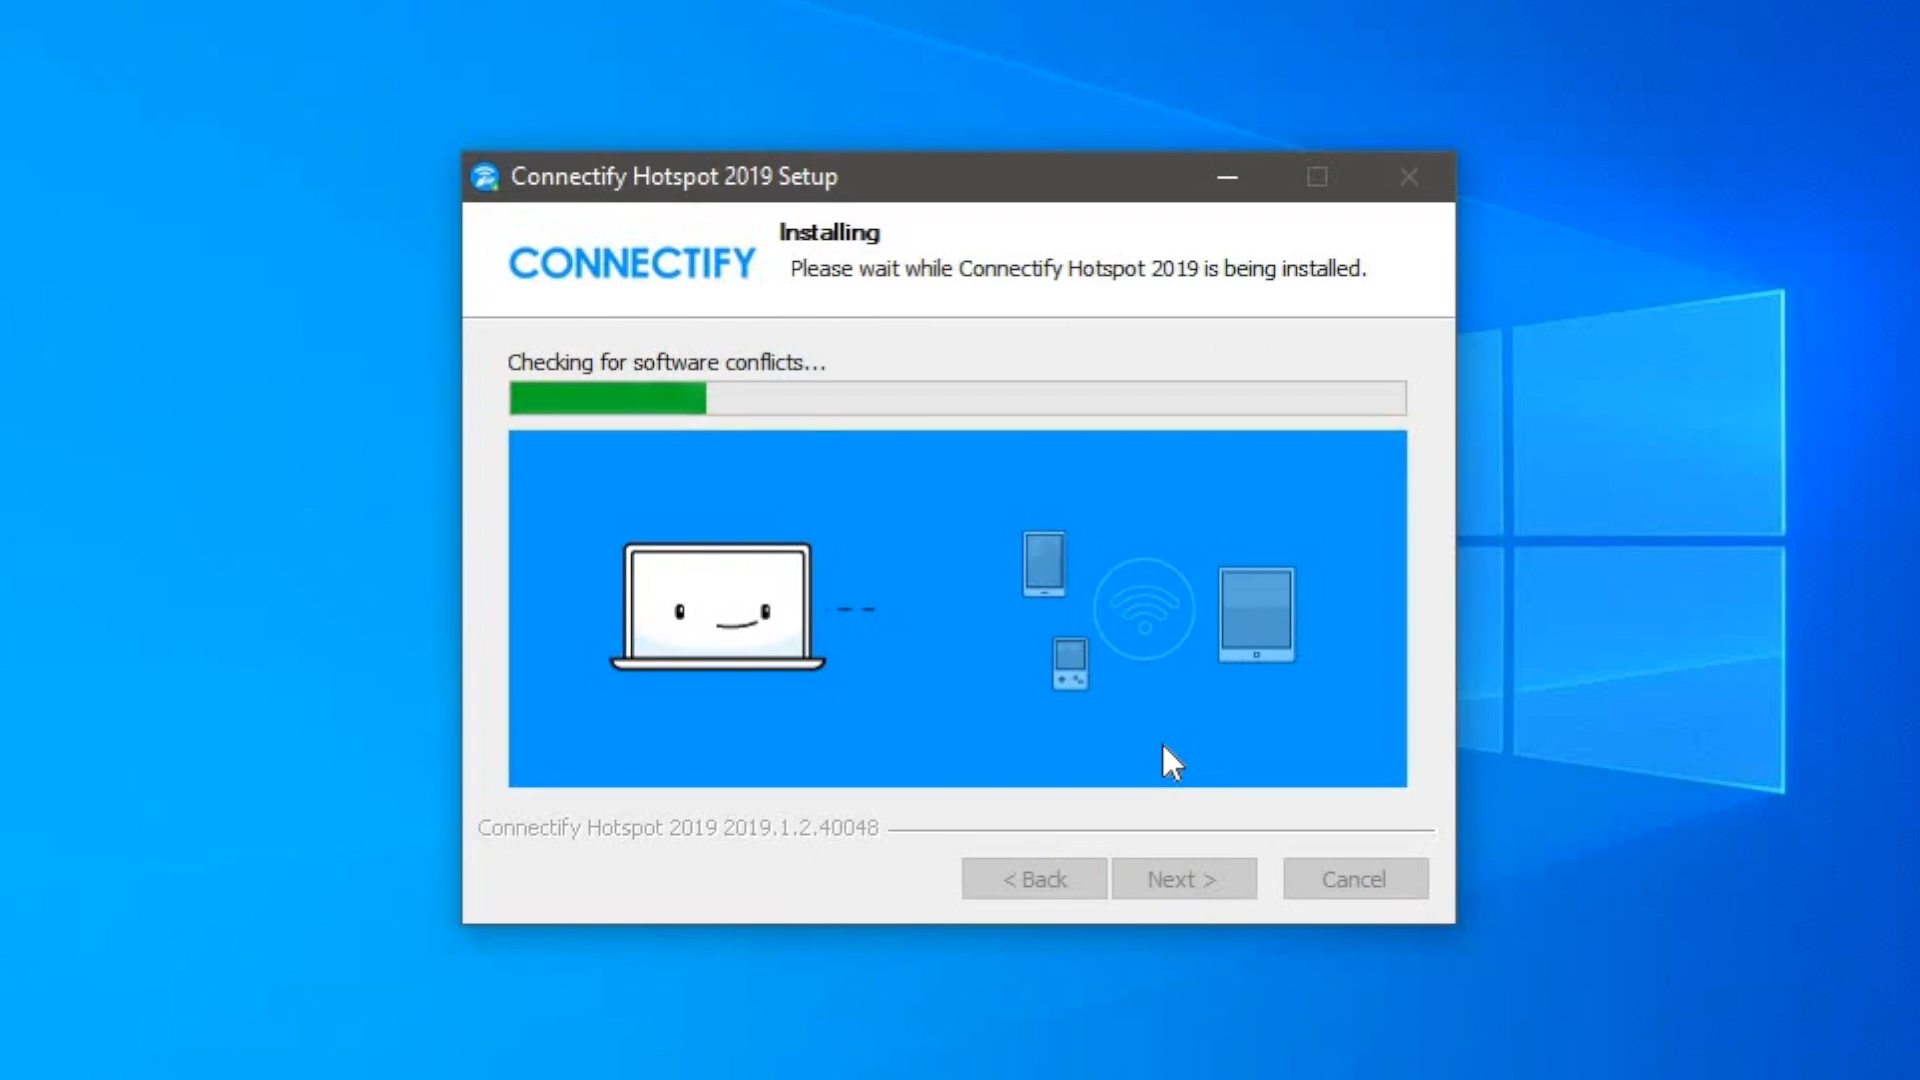 Connectify Hotspot 2019 Setup
CONNECTIFY
Installing
Please wait while Connectify Hotspot 2019 is being installed.
Checking for software conflicts...
Connectify Hotspot 2019 2019.1.2.40048
< Back
Next >
Cancel